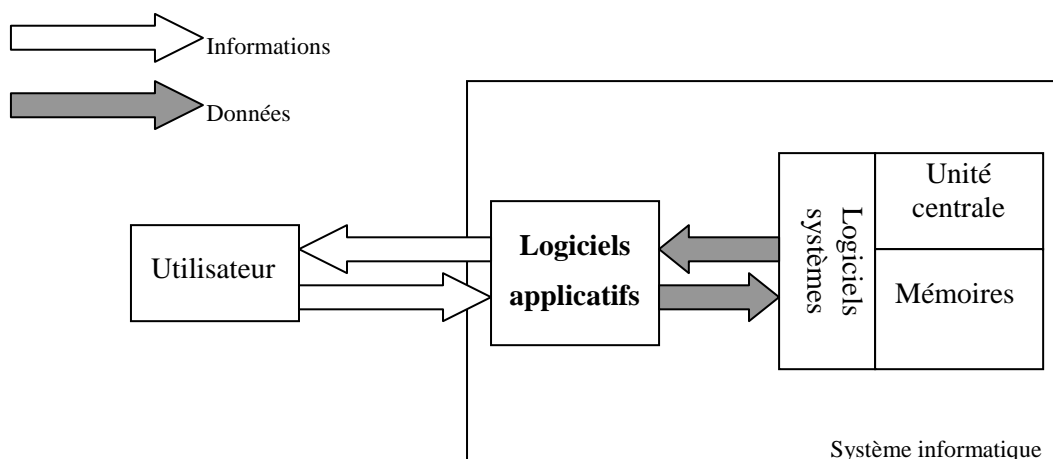 Informations
Données
Utilisateur
Logiciels
applicatifs
Logiciels
systèmes
Unité
centrale
Mémoires
Système informatique